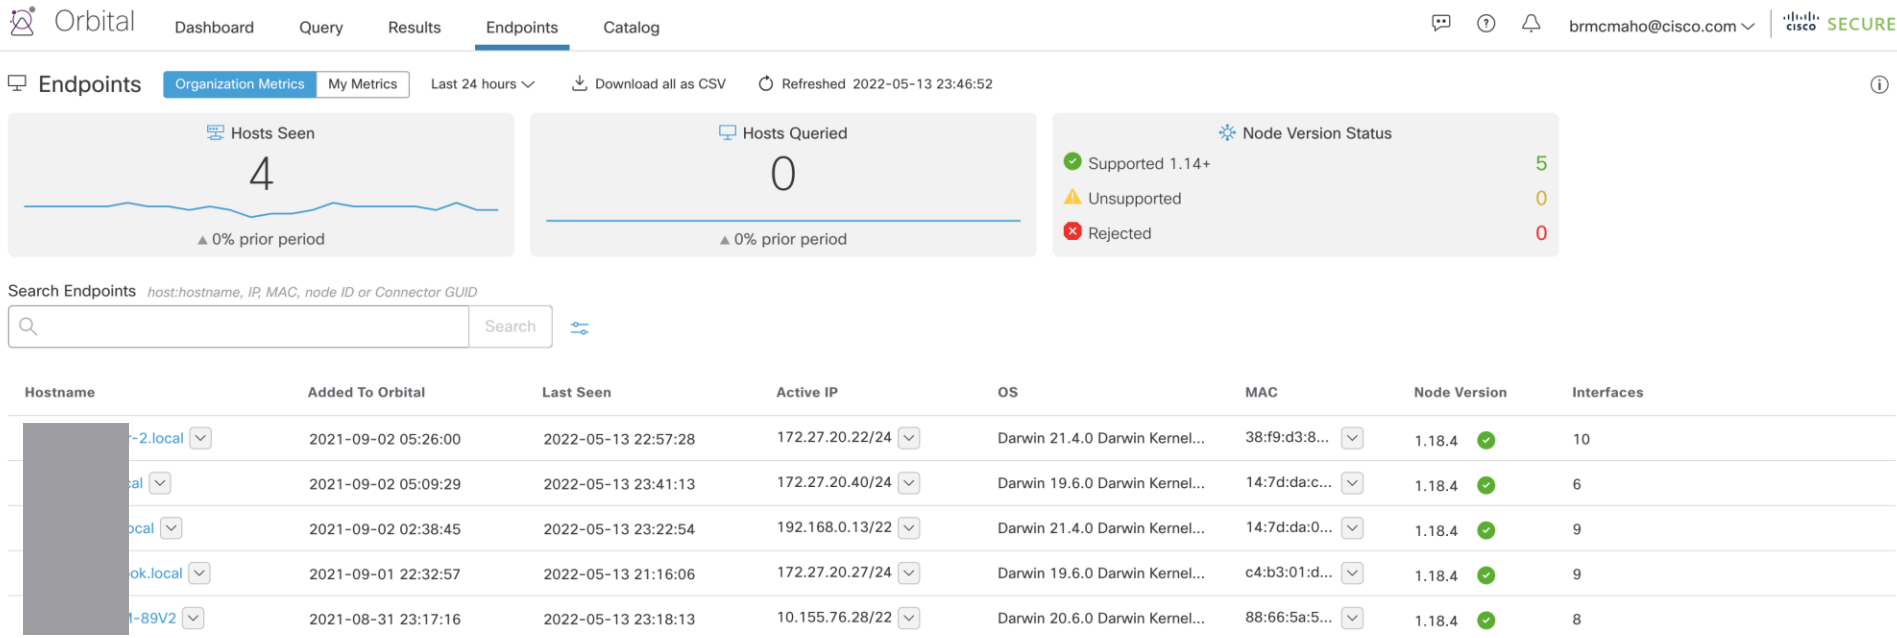 Orbital Dashboard Query Results Endpoints Catalog brmcmaho@cisco.com cisco SECURE
Endpoints Organization Metrics My Metrics Last 24 hours Download all as CSV Refreshed 2022-05-13 23:46:52
Hosts Seen
4
0% prior period
Hosts Queried
0
0% prior period
Node Version Status
Supported 1.14+ 5
Unsupported 0
Rejected 0
Search Endpoints host:hostname, IP, MAC, node ID or Connector GUID
Search
Hostname Added To Orbital Last Seen Active IP OS MAC Node Version Interfaces
r-2.local 2021-09-02 05:26:00 2022-05-13 22:57:28 172.27.20.22/24 Darwin 21.4.0 Darwin Kernel... 38:f9:d3:8... 1.18.4 10
cal 2021-09-02 05:09:29 2022-05-13 23:41:13 172.27.20.40/24 Darwin 19.6.0 Darwin Kernel... 14:7d:da:c... 1.18.4 6
ocal 2021-09-02 02:38:45 2022-05-13 23:22:54 192.168.0.13/22 Darwin 21.4.0 Darwin Kernel... 14:7d:da:0... 1.18.4 9
ok.local 2021-09-01 22:32:57 2022-05-13 21:16:06 172.27.20.27/24 Darwin 19.6.0 Darwin Kernel... c4:b3:01:d... 1.18.4 9
M-89V2 2021-08-31 23:17:16 2022-05-13 23:18:13 10.155.76.28/22 Darwin 20.6.0 Darwin Kernel... 88:66:5a:5... 1.18.4 8